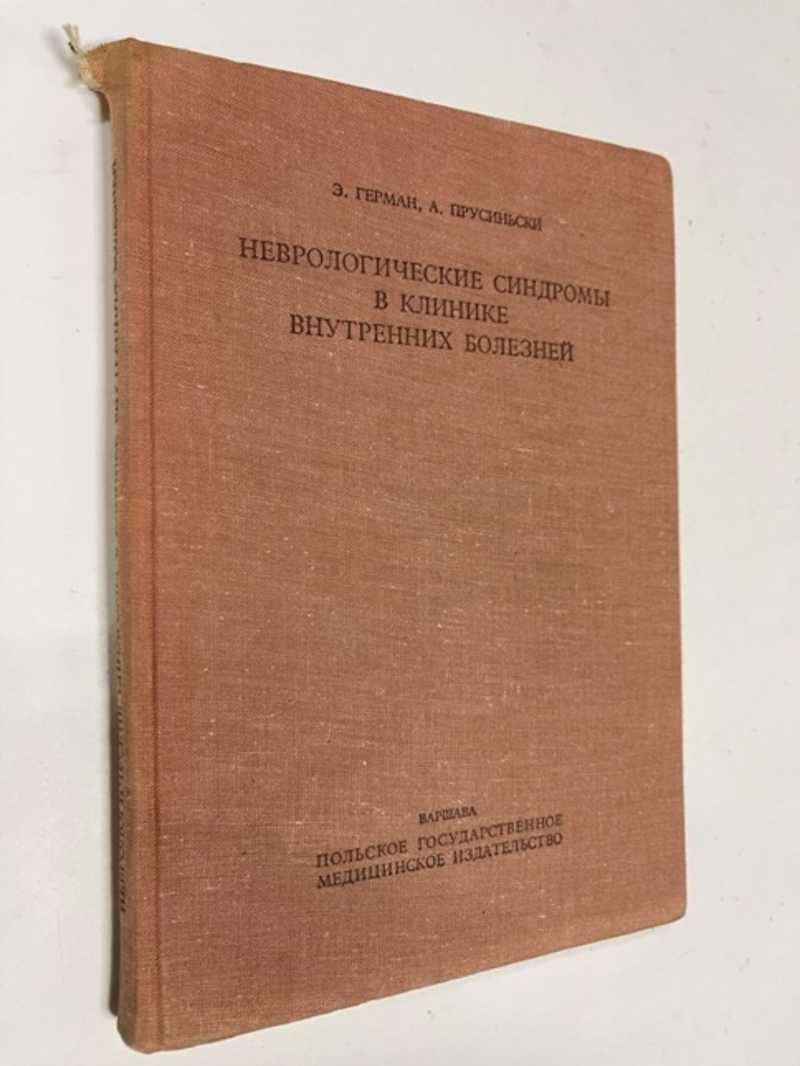 Э. ГЕРМАН, А. ПРУСИНЬСКИ
НЕВРОЛОГИЧЕСКИЕ СИНДРОМЫ
В КЛИНИКЕ
ВНУТРЕННИХ БОЛЕЗНЕЙ
ВАРШАВА
ПОЛЬСКОЕ ГОСУДАРСТВЕННОЕ
МЕДИЦИНСКОЕ ИЗДАТЕЛЬСТВО